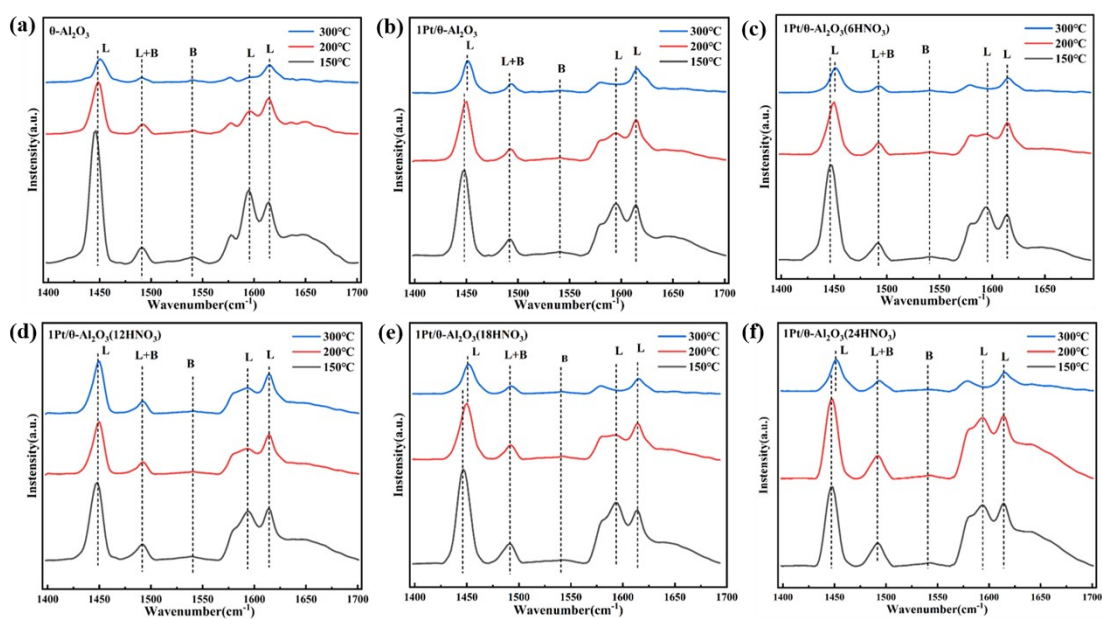 (a)
θ-Al₂O₃
L
L+B
B
L
L
300°C
200°C
150°C
Instensity(a.u.)
1400 1450 1500 1550 1600 1650 1700
Wavenumber(cm⁻¹)
(b)
1Pt/θ-Al₂O₃
L
L+B
B
L
L
300°C
200°C
150°C
Instensity(a.u.)
1400 1450 1500 1550 1600 1650 1700
Wavenumber(cm⁻¹)
(c)
1Pt/θ-Al₂O₃(6HNO₃)
L
L+B
B
L
L
300°C
200°C
150°C
Instensity(a.u.)
1400 1450 1500 1550 1600 1650
Wavenumber(cm⁻¹)
(d)
1Pt/θ-Al₂O₃(12HNO₃)
L
L+B
B
L
L
300°C
200°C
150°C
Instensity(a.u.)
1400 1450 1500 1550 1600 1650 1700
Wavenumber(cm⁻¹)
(e)
1Pt/θ-Al₂O₃(18HNO₃)
L
L+B
B
L
L
300°C
200°C
150°C
Instensity(a.u.)
1400 1450 1500 1550 1600 1650 1700
Wavenumber(cm⁻¹)
(f)
1Pt/θ-Al₂O₃(24HNO₃)
L
L+B
B
L
L
300°C
200°C
150°C
Instensity(a.u.)
1400 1450 1500 1550 1600 1650 1700
Wavenumber(cm⁻¹)